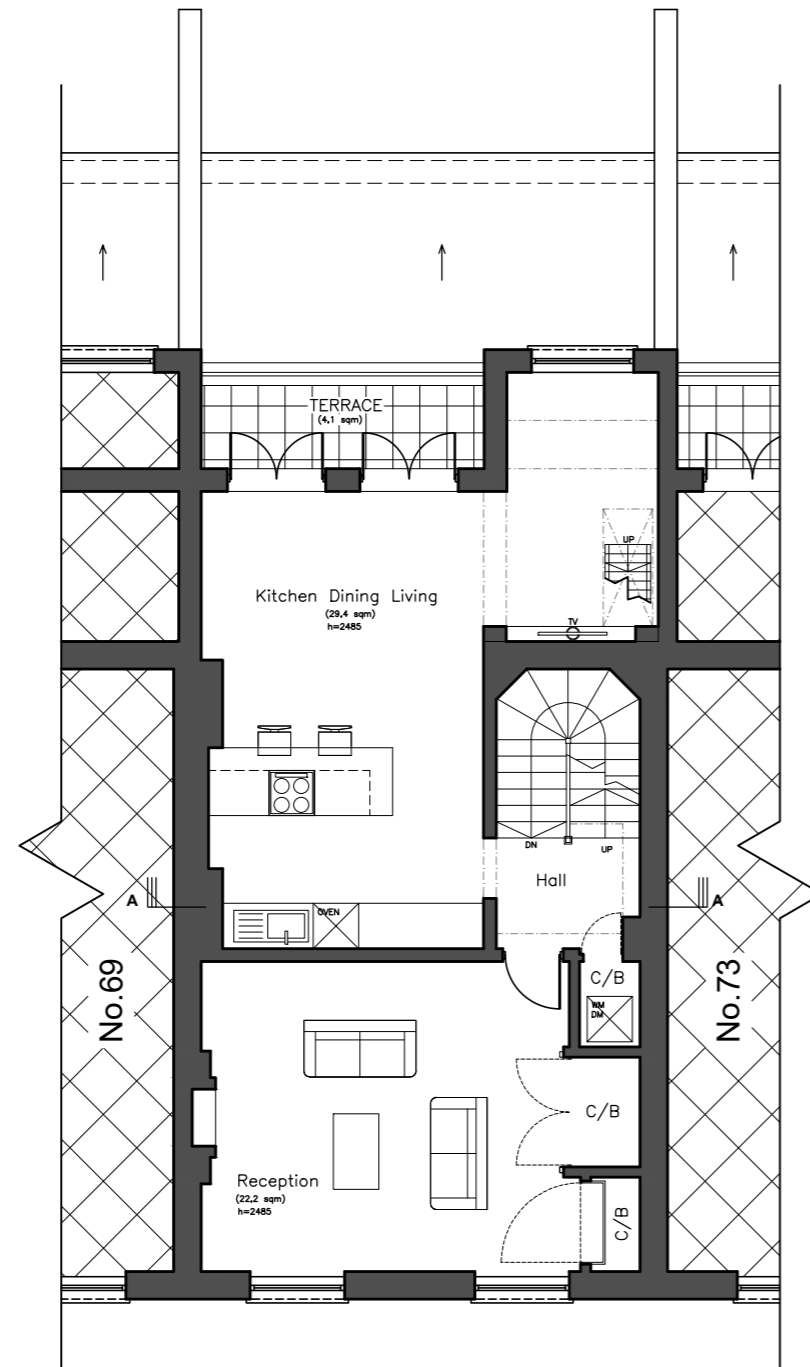 TERRACE
(4,1 sqm)
UP
Kitchen Dining Living
(29,4 sqm)
h=2485
TV
DN
UP
Hall
A
A
OVEN
No.69
No.73
C/B
WM
DM
C/B
Reception
(22,2 sqm)
h=2485
C/B